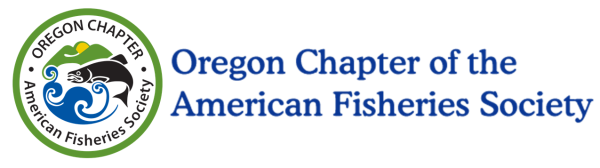 OREGON CHAPTER
American Fisheries Society
Oregon Chapter of the
American Fisheries Society